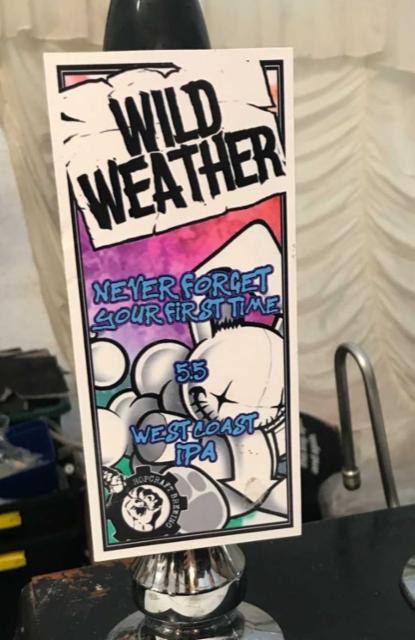 WILD
WEATHER
NEVER FORGET
YOUR FIRST TIME
5.5
WEST COAST
IPA
HOPCRAFT BREWING